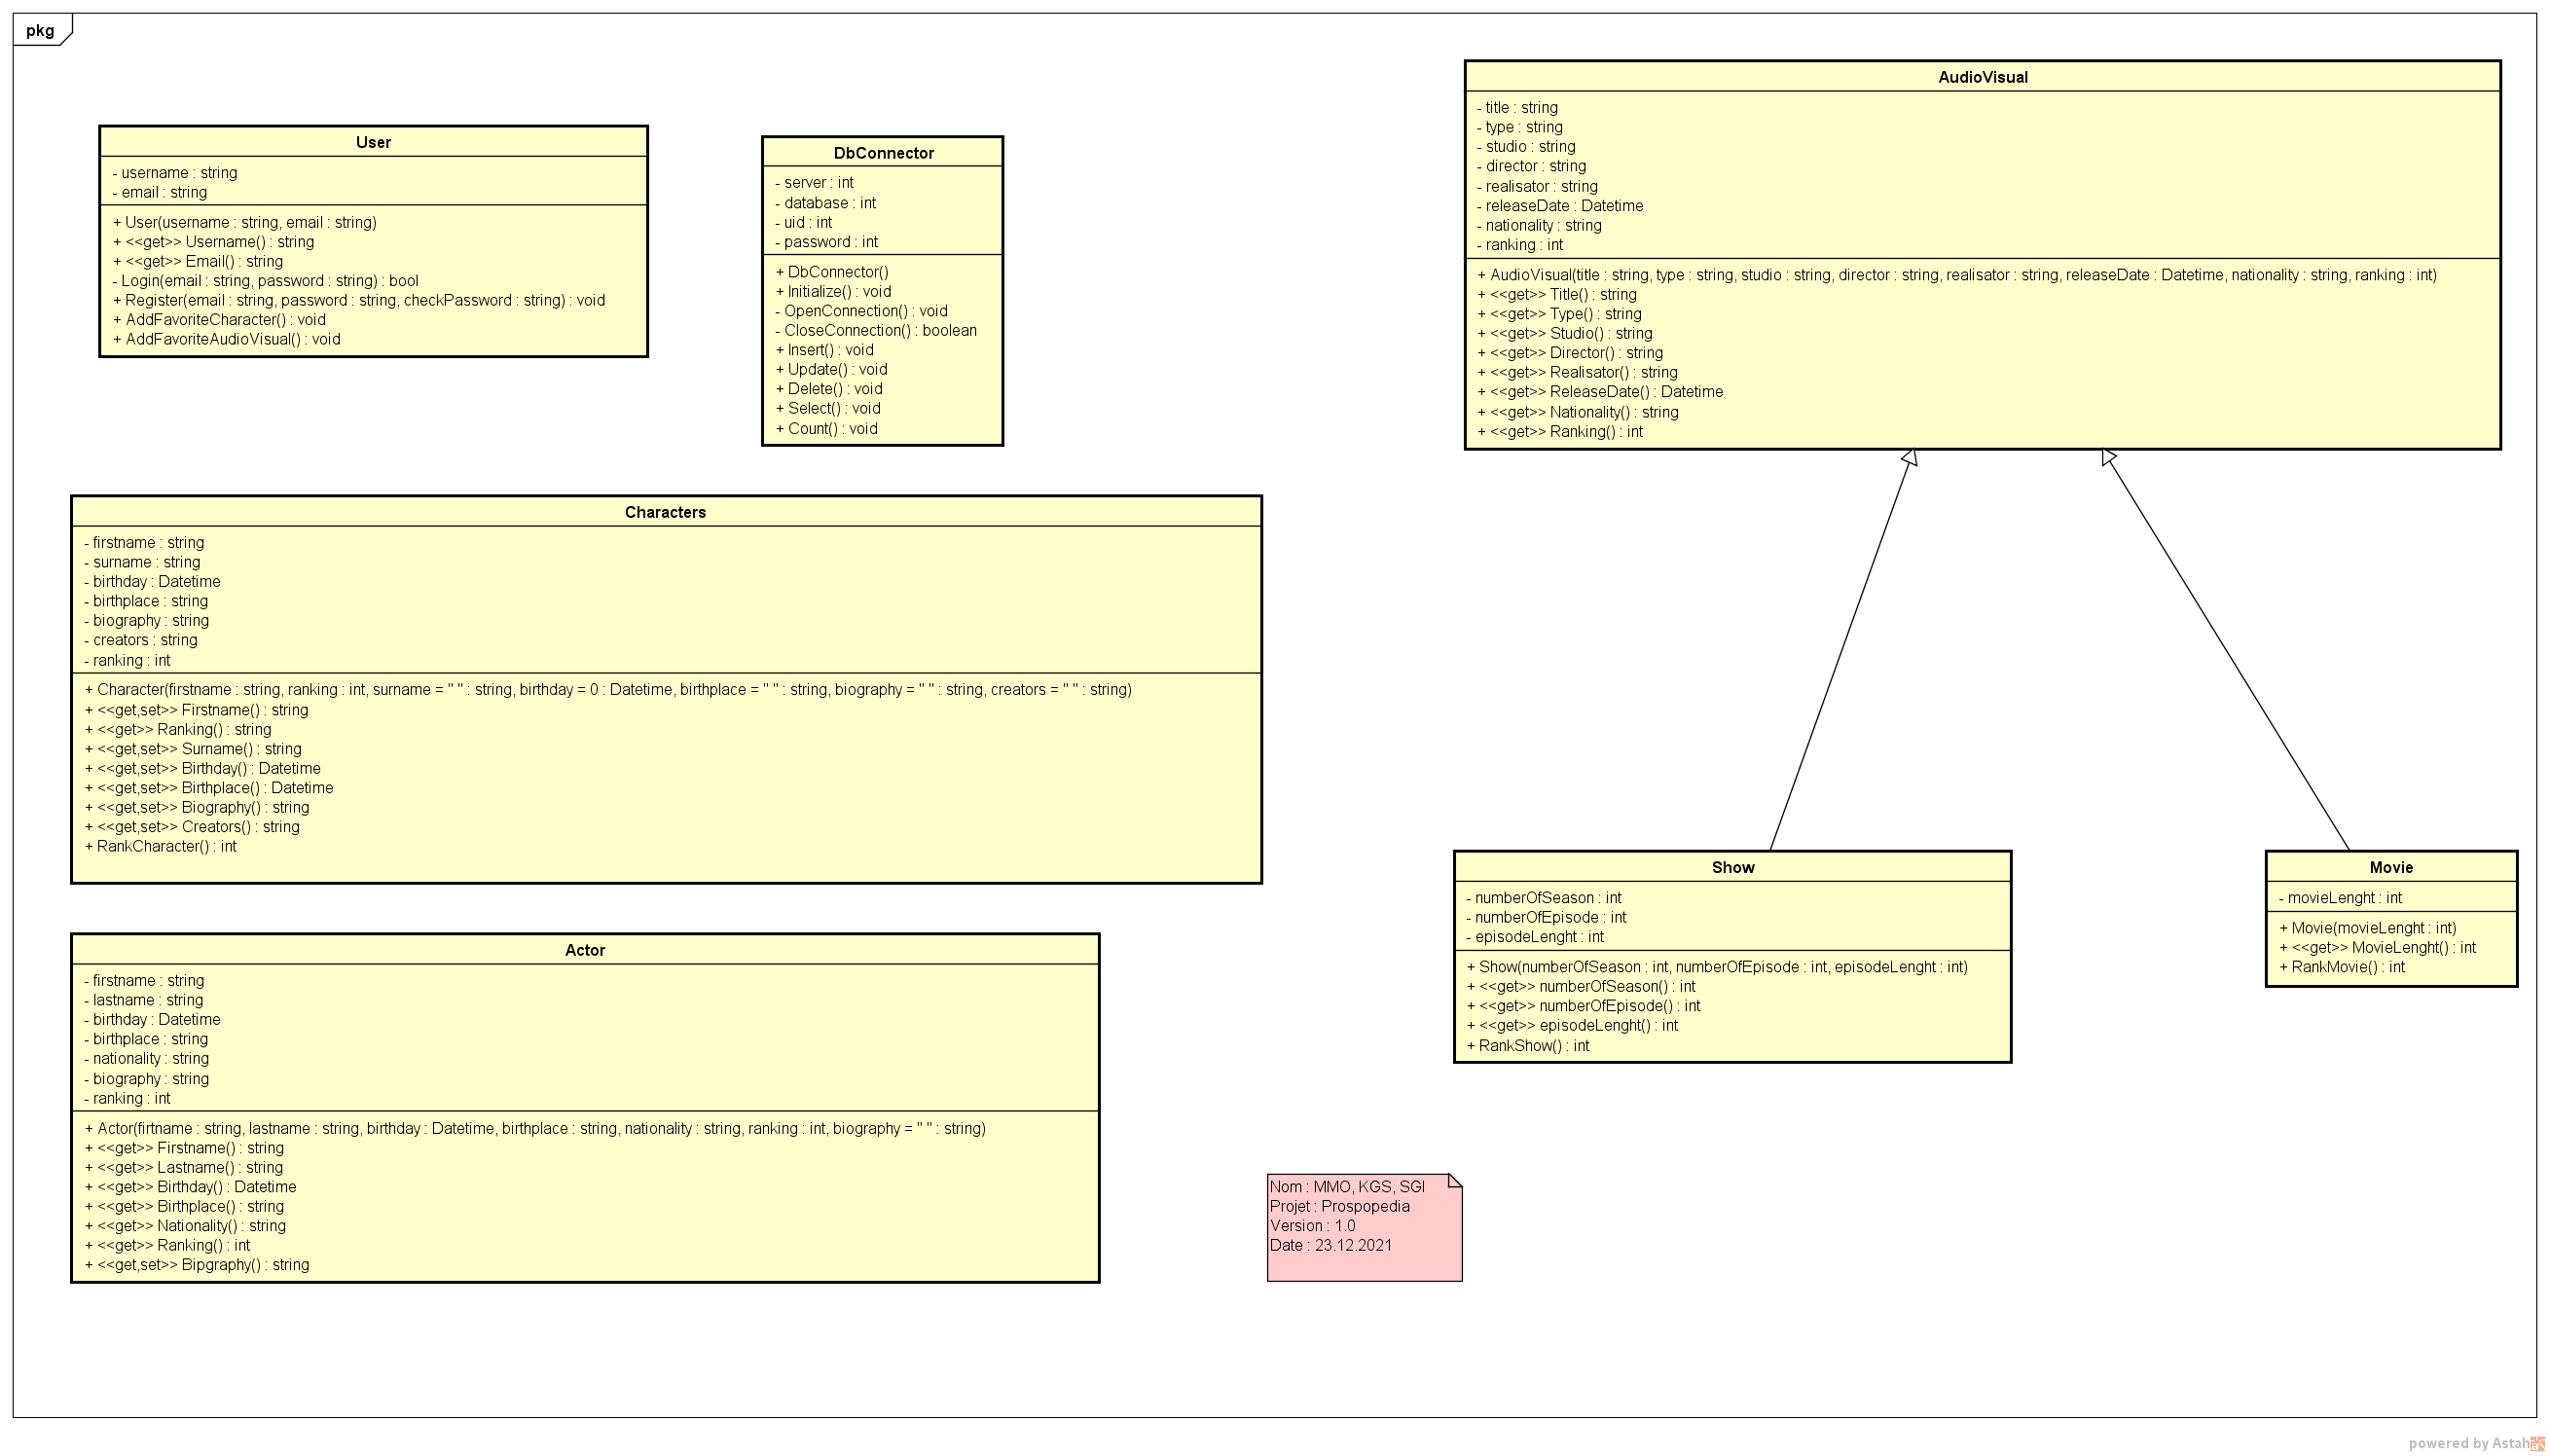 pkg
User
- username : string
- email : string
+ User(username : string, email : string)
+ <<get>> Username() : string
+ <<get>> Email() : string
- Login(email : string, password : string) : bool
+ Register(email : string, password : string, checkPassword : string) : void
+ AddFavoriteCharacter() : void
+ AddFavoriteAudioVisual() : void
DbConnector
- server : int
- database : int
- uid : int
- password : int
+ DbConnector()
+ Initialize() : void
- OpenConnection() : void
- CloseConnection() : boolean
+ Insert() : void
+ Update() : void
+ Delete() : void
+ Select() : void
+ Count() : void
AudioVisual
- title : string
- type : string
- studio : string
- director : string
- realisator : string
- releaseDate : Datetime
- nationality : string
- ranking : int
+ AudioVisual(title : string, type : string, studio : string, director : string, realisator : string, releaseDate : Datetime, nationality : string, ranking : int)
+ <<get>> Title() : string
+ <<get>> Type() : string
+ <<get>> Studio() : string
+ <<get>> Director() : string
+ <<get>> Realisator() : string
+ <<get>> ReleaseDate() : Datetime
+ <<get>> Nationality() : string
+ <<get>> Ranking() : int
Characters
- firstname : string
- surname : string
- birthday : Datetime
- birthplace : string
- biography : string
- creators : string
- ranking : int
+ Character(firstname : string, ranking : int, surname = " " : string, birthday = 0 : Datetime, birthplace = " " : string, biography = " " : string, creators = " " : string)
+ <<get,set>> Firstname() : string
+ <<get>> Ranking() : string
+ <<get,set>> Surname() : string
+ <<get,set>> Birthday() : Datetime
+ <<get,set>> Birthplace() : Datetime
+ <<get,set>> Biography() : string
+ <<get,set>> Creators() : string
+ RankCharacter() : int
Show
- numberOfSeason : int
- numberOfEpisode : int
- episodeLenght : int
+ Show(numberOfSeason : int, numberOfEpisode : int, episodeLenght : int)
+ <<get>> numberOfSeason() : int
+ <<get>> numberOfEpisode() : int
+ <<get>> episodeLenght() : int
+ RankShow() : int
Movie
- movieLenght : int
+ Movie(movieLenght : int)
+ <<get>> MovieLenght() : int
+ RankMovie() : int
Actor
- firstname : string
- lastname : string
- birthday : Datetime
- birthplace : string
- nationality : string
- biography : string
- ranking : int
+ Actor(firtname : string, lastname : string, birthday : Datetime, birthplace : string, nationality : string, ranking : int, biography = " " : string)
+ <<get>> Firstname() : string
+ <<get>> Lastname() : string
+ <<get>> Birthday() : Datetime
+ <<get>> Birthplace() : string
+ <<get>> Nationality() : string
+ <<get>> Ranking() : int
+ <<get,set>> Bipgraphy() : string
Nom : MMO, KGS, SGI
Projet : Prospopedia
Version : 1.0
Date : 23.12.2021
powered by Astah